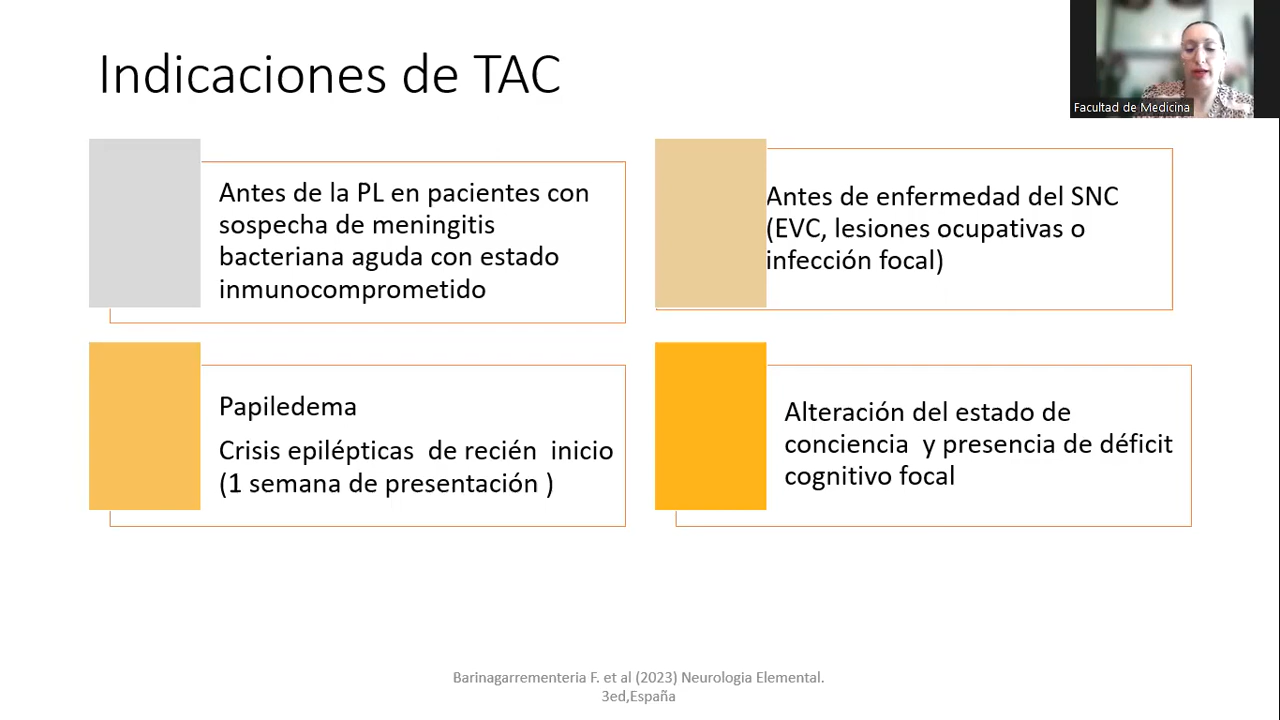 Indicaciones de TAC
Facultad de Medicina
Antes de la PL en pacientes con
sospecha de meningitis
bacteriana aguda con estado
inmunocomprometido
Antes de enfermedad del SNC
(EVC, lesiones ocupativas o
infección focal)
Papiledema
Crisis epilépticas  de recién  inicio
(1 semana de presentación )
Alteración del estado de
conciencia  y presencia de déficit
cognitivo focal
Barinagarrementeria F. et al (2023) Neurologia Elemental.
3ed,España